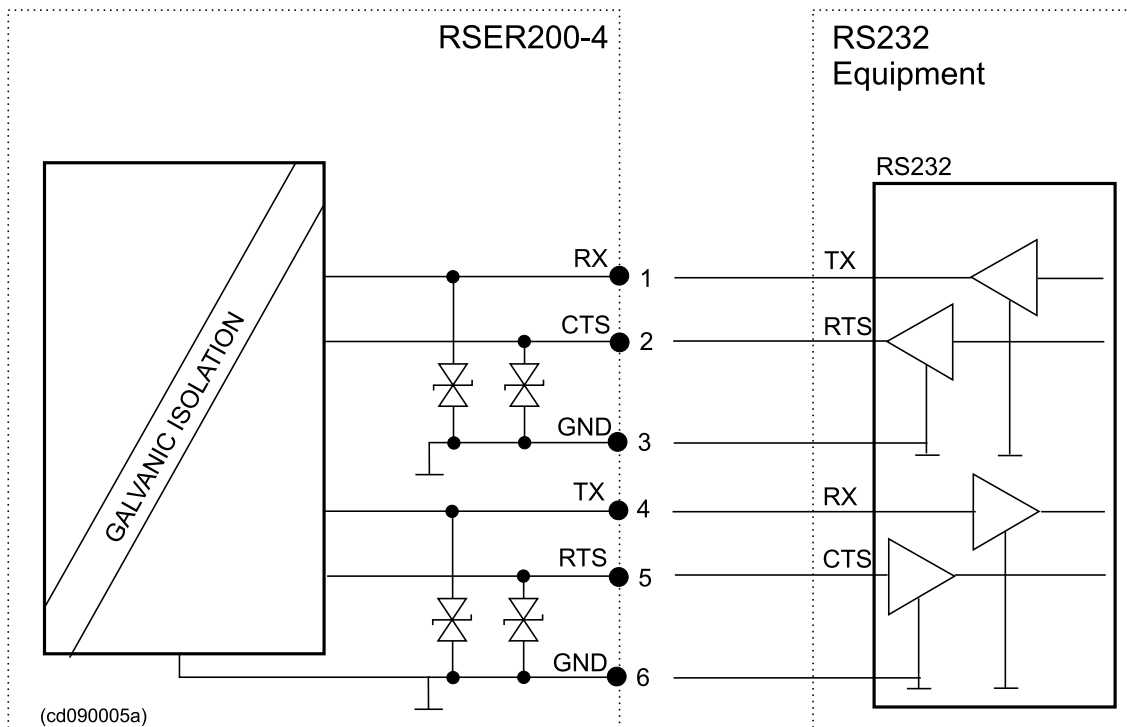 RSER200-4
RS232
Equipment
RS232
GALVANIC ISOLATION
RX
1
TX
CTS
2
RTS
GND
3
TX
4
RX
RTS
5
CTS
GND
6
(cd090005a)